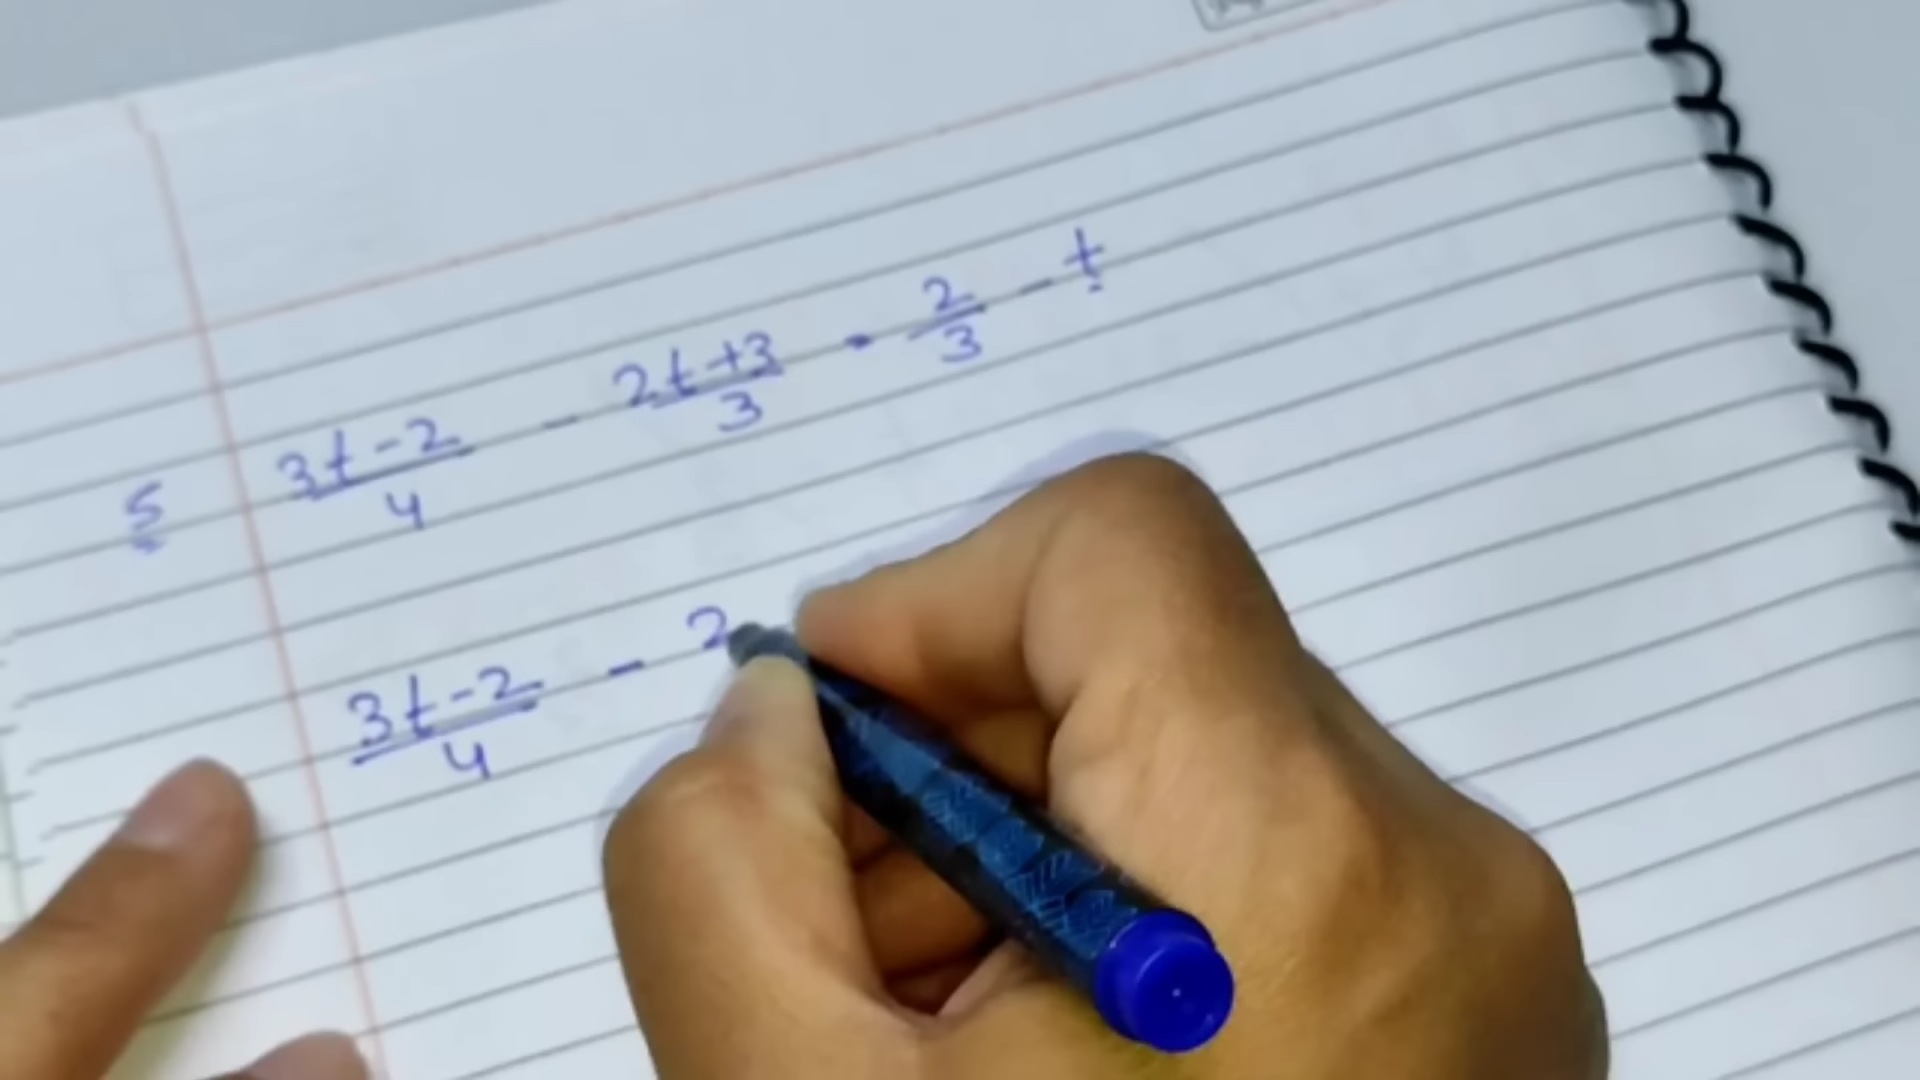 5 (3t-2)/4 - (2t+3)/3 = 2/3 - t
(3t-2)/4 - 2